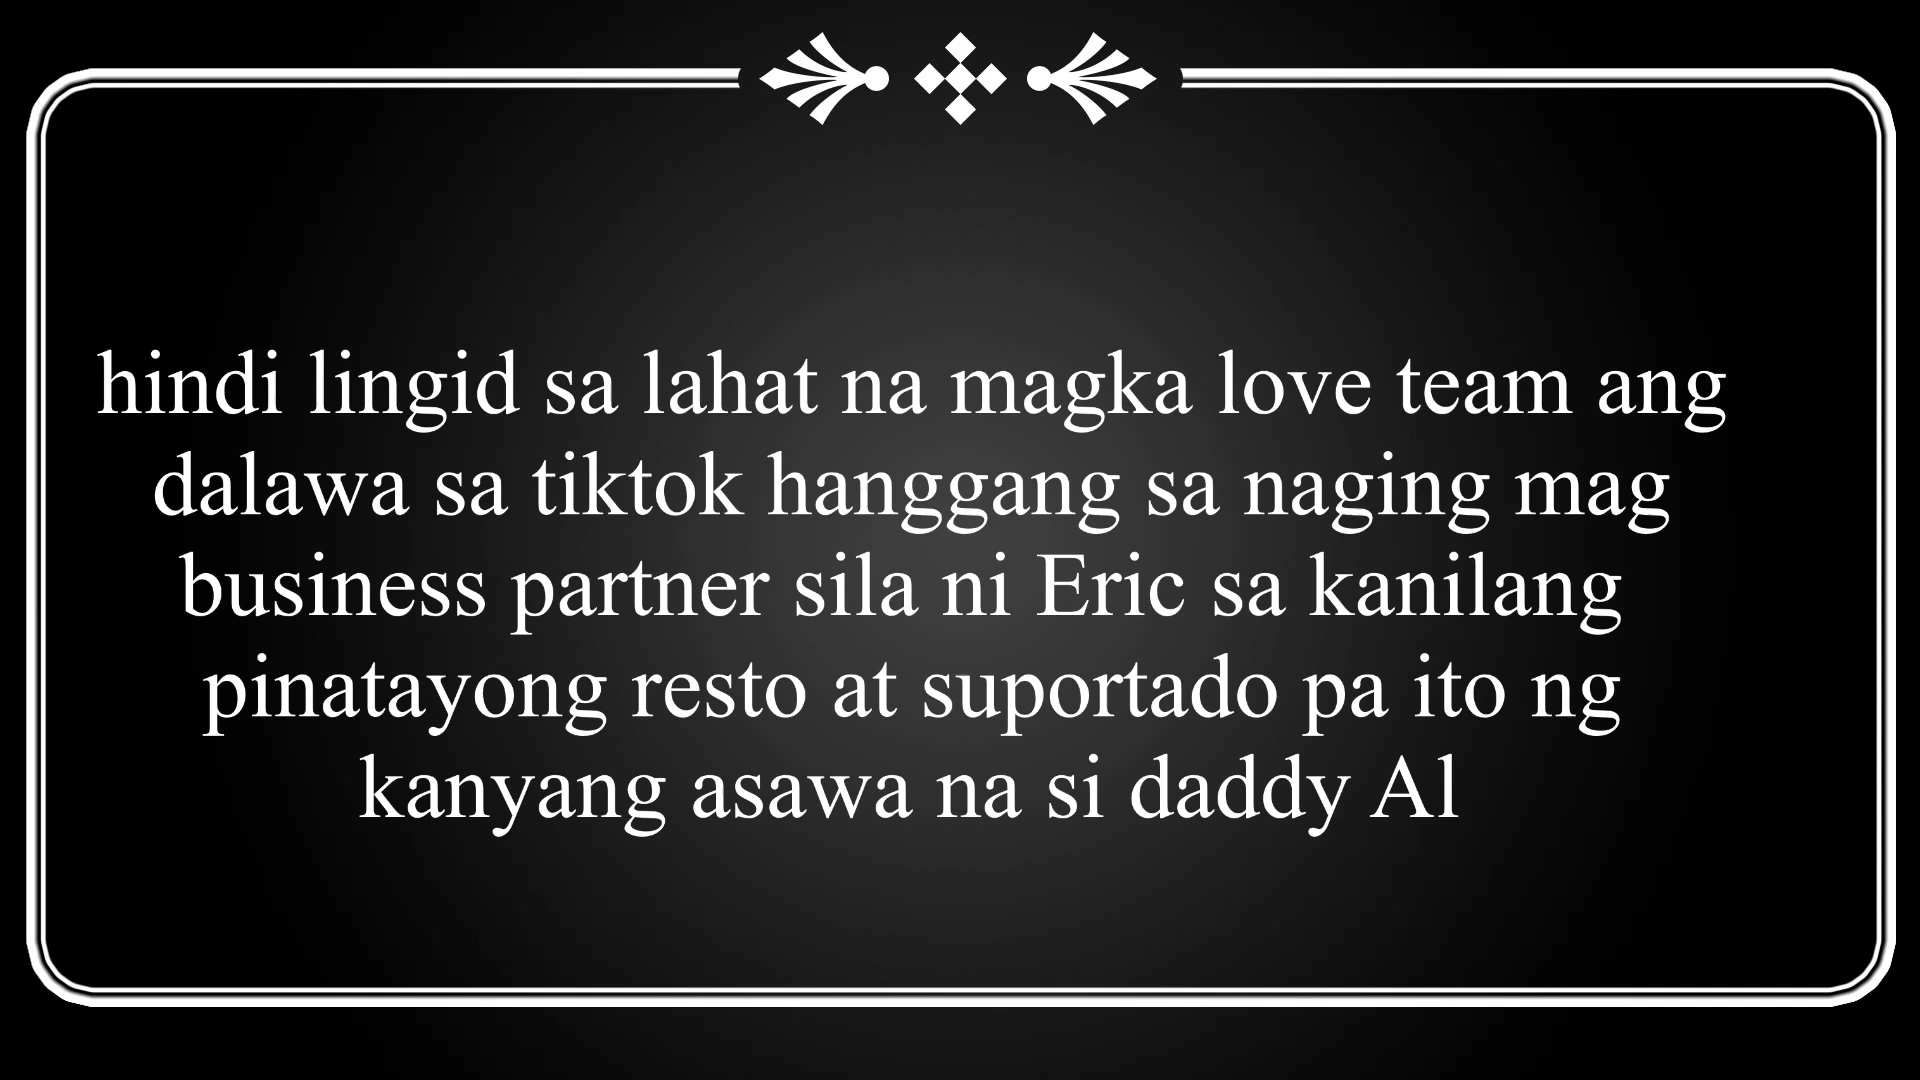 hindi lingid sa lahat na magka love team ang
dalawa sa tiktok hanggang sa naging mag
business partner sila ni Eric sa kanilang
pinatayong resto at suportado pa ito ng
kanyang asawa na si daddy Al